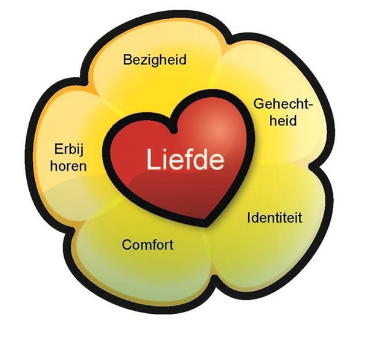 Bezigheid
Gehecht-
heid
Erbij
horen
Liefde
Identiteit
Comfort